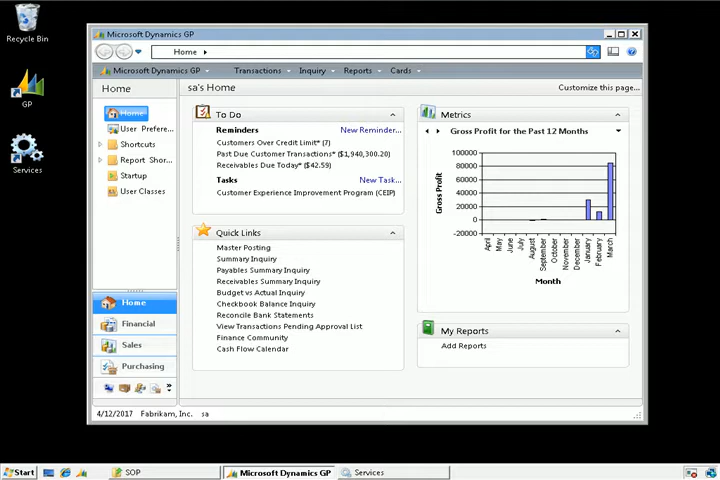 Recycle Bin
GP
Services
Microsoft Dynamics GP
Home
Microsoft Dynamics GP Transactions Inquiry Reports Cards
Home
Home
User Prefere...
Shortcuts
Report Shor...
Startup
User Classes
Home
Financial
Sales
Purchasing
sa's Home
Customize this page...
To Do
Reminders New Reminder...
Customers Over Credit Limit* (7)
Past Due Customer Transactions* ($1,940,300.20)
Receivables Due Today* ($42.59)
Tasks New Task...
Customer Experience Improvement Program (CEIP)
Quick Links
Master Posting
Summary Inquiry
Payables Summary Inquiry
Receivables Summary Inquiry
Budget vs Actual Inquiry
Checkbook Balance Inquiry
Reconcile Bank Statements
View Transactions Pending Approval List
Finance Community
Cash Flow Calendar
Metrics
Gross Profit for the Past 12 Months
Gross Profit
100000
80000
60000
40000
20000
0
-20000
April
May
June
July
August
September
October
November
December
January
February
March
Month
My Reports
Add Reports
4/12/2017 Fabrikam, Inc. sa
Start SOP Microsoft Dynamics GP Services